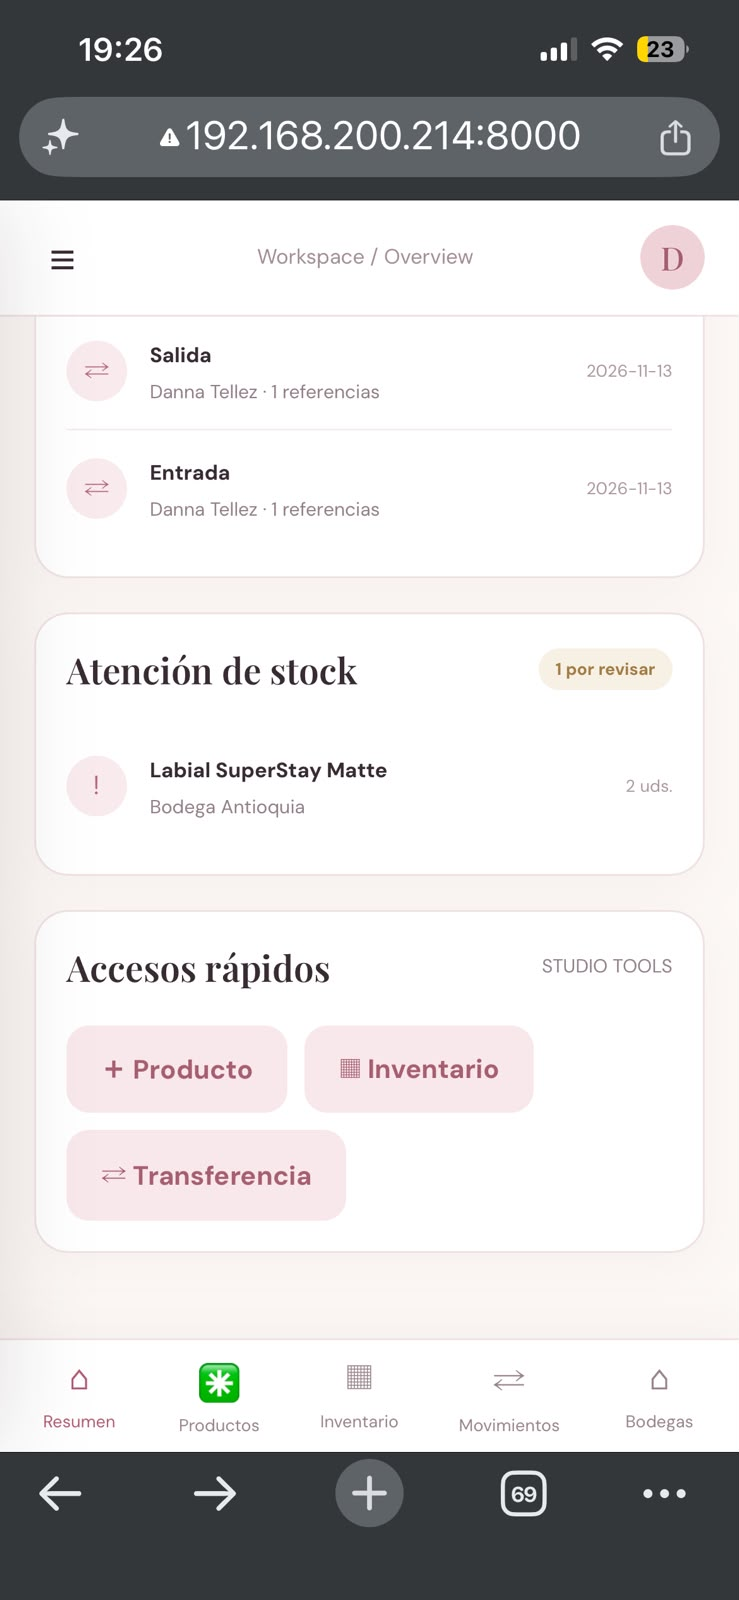 19:26
23
192.168.200.214:8000
Workspace / Overview
D
Salida
Danna Tellez · 1 referencias
2026-11-13
Entrada
Danna Tellez · 1 referencias
2026-11-13
Atención de stock
1 por revisar
!
Labial SuperStay Matte
Bodega Antioquia
2 uds.
Accesos rápidos
STUDIO TOOLS
+ Producto
▦ Inventario
⇄ Transferencia
Resumen
Productos
Inventario
Movimientos
Bodegas
69